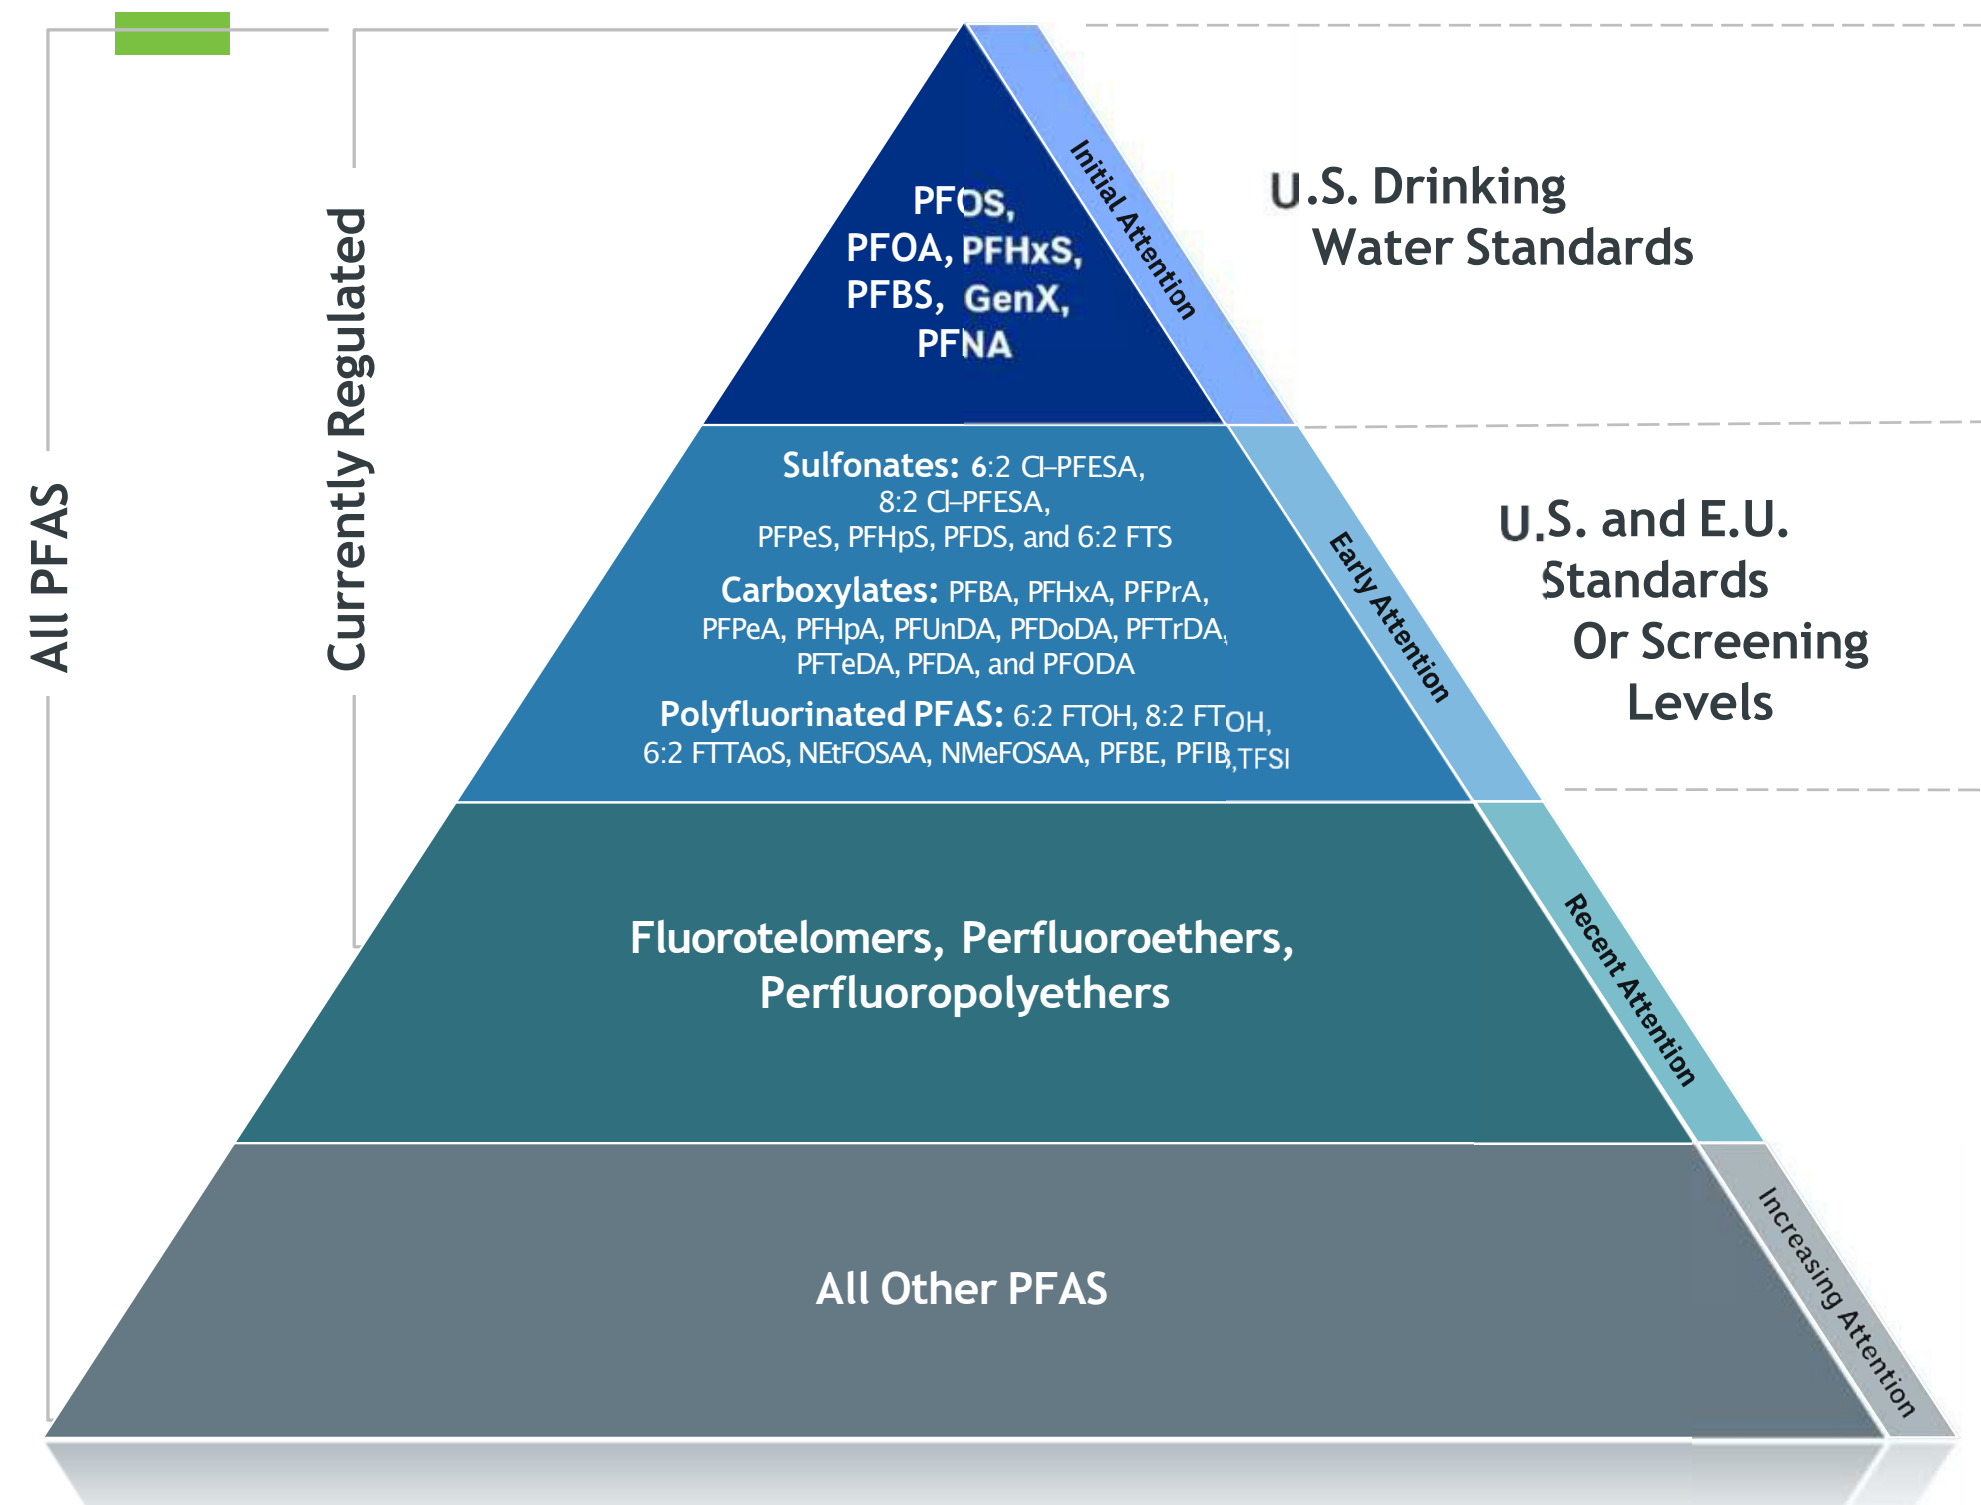 All PFAS
Currently Regulated
PFOS,
PFOA, PFHxS,
PFBS, GenX,
PFNA
Initial Attention
U.S. Drinking
Water Standards
Sulfonates: 6:2 Cl–PFESA,
8:2 Cl–PFESA,
PFPeS, PFHpS, PFDS, and 6:2 FTS
Carboxylates: PFBA, PFHxA, PFPrA,
PFPeA, PFHpA, PFUnDA, PFDoDA, PFTrDA,
PFTeDA, PFDA, and PFODA
Polyfluorinated PFAS: 6:2 FTOH, 8:2 FTOH,
6:2 FTTAoS, NEtFOSAA, NMeFOSAA, PFBE, PFIB,TFSI
Early Attention
U.S. and E.U.
Standards
Or Screening
Levels
Fluorotelomers, Perfluoroethers,
Perfluoropolyethers
Recent Attention
All Other PFAS
Increasing Attention